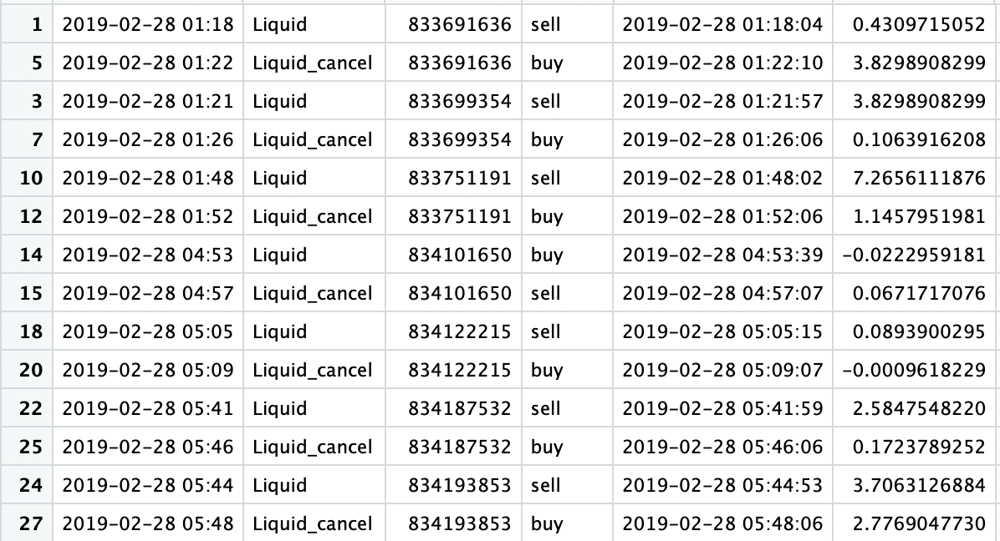 1 2019-02-28 01:18 Liquid 833691636 sell 2019-02-28 01:18:04 0.4309715052
5 2019-02-28 01:22 Liquid_cancel 833691636 buy 2019-02-28 01:22:10 3.8298908299
3 2019-02-28 01:21 Liquid 833699354 sell 2019-02-28 01:21:57 3.8298908299
7 2019-02-28 01:26 Liquid_cancel 833699354 buy 2019-02-28 01:26:06 0.1063916208
10 2019-02-28 01:48 Liquid 833751191 sell 2019-02-28 01:48:02 7.2656111876
12 2019-02-28 01:52 Liquid_cancel 833751191 buy 2019-02-28 01:52:06 1.1457951981
14 2019-02-28 04:53 Liquid 834101650 buy 2019-02-28 04:53:39 -0.0222959181
15 2019-02-28 04:57 Liquid_cancel 834101650 sell 2019-02-28 04:57:07 0.0671717076
18 2019-02-28 05:05 Liquid 834122215 sell 2019-02-28 05:05:15 0.0893900295
20 2019-02-28 05:09 Liquid_cancel 834122215 buy 2019-02-28 05:09:07 -0.0009618229
22 2019-02-28 05:41 Liquid 834187532 sell 2019-02-28 05:41:59 2.5847548220
25 2019-02-28 05:46 Liquid_cancel 834187532 buy 2019-02-28 05:46:06 0.1723789252
24 2019-02-28 05:44 Liquid 834193853 sell 2019-02-28 05:44:53 3.7063126884
27 2019-02-28 05:48 Liquid_cancel 834193853 buy 2019-02-28 05:48:06 2.7769047730